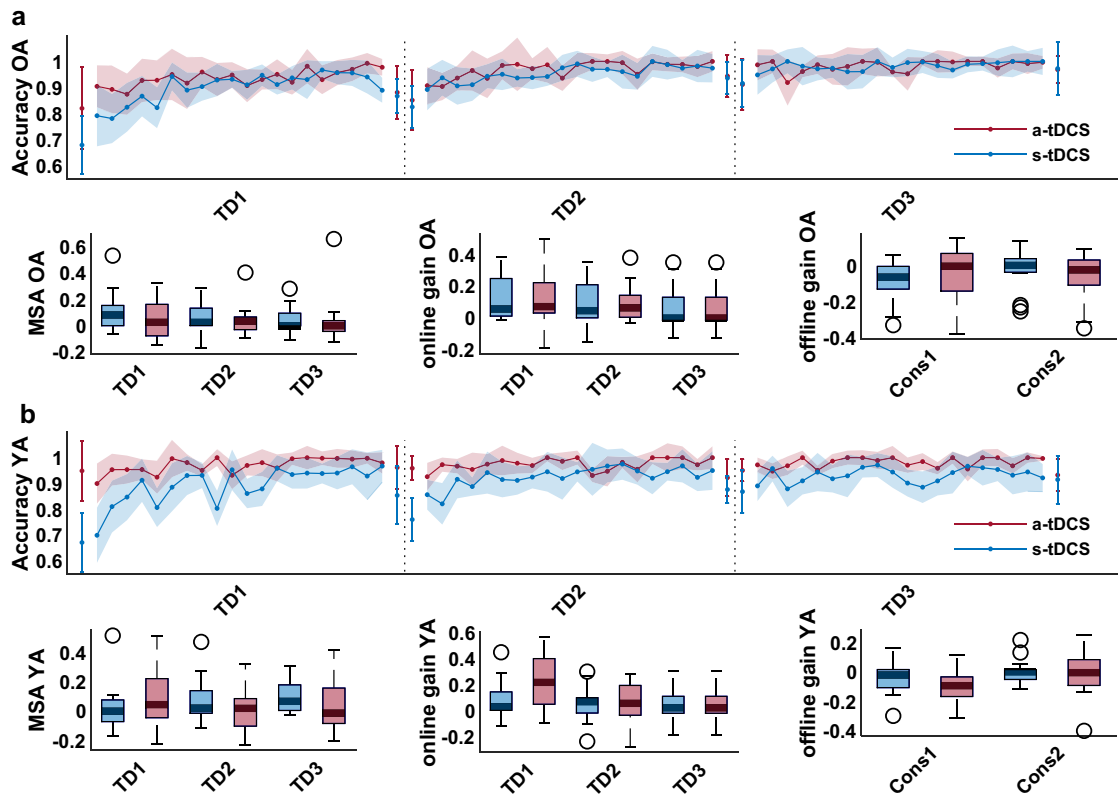 a
Accuracy OA
1
0.9
0.8
0.7
0.6
a-tDCS
s-tDCS
TD1
TD2
TD3
MSA OA
0.6
0.4
0.2
0
-0.2
TD1
TD2
TD3
online gain OA
0.4
0.2
0
-0.2
TD1
TD2
TD3
offline gain OA
0
-0.2
-0.4
Cons1
Cons2
b
Accuracy YA
1
0.9
0.8
0.7
0.6
a-tDCS
s-tDCS
TD1
TD2
TD3
MSA YA
0.4
0.2
0
-0.2
TD1
TD2
TD3
online gain YA
0.6
0.4
0.2
0
-0.2
TD1
TD2
TD3
offline gain YA
0.2
0
-0.2
-0.4
Cons1
Cons2